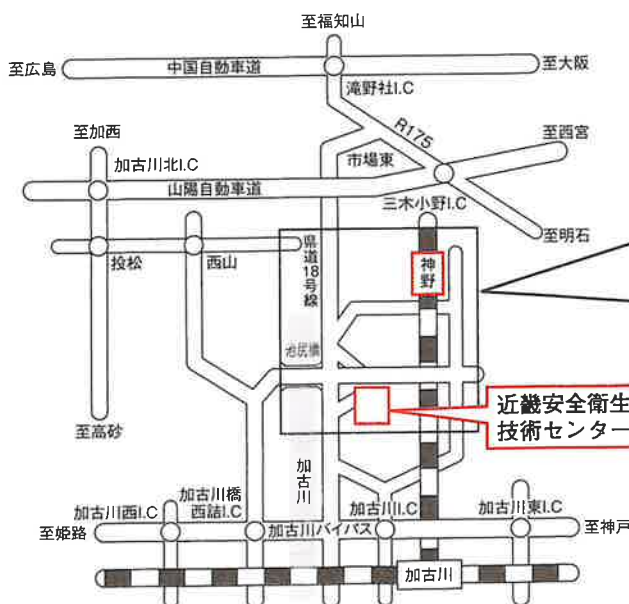 至福知山
至広島
中国自動車道
至大阪
滝野社I.C
R175
至加西
至西宮
加古川北I.C
市場東
山陽自動車道
三木小野I.C
至明石
投松
西山
県道18号線
神野
池尻橋
近畿安全衛生
技術センター
至高砂
加古川
加古川橋
西詰I.C
加古川西I.C
加古川I.C
加古川東I.C
至姫路
加古川バイパス
至神戸
加古川